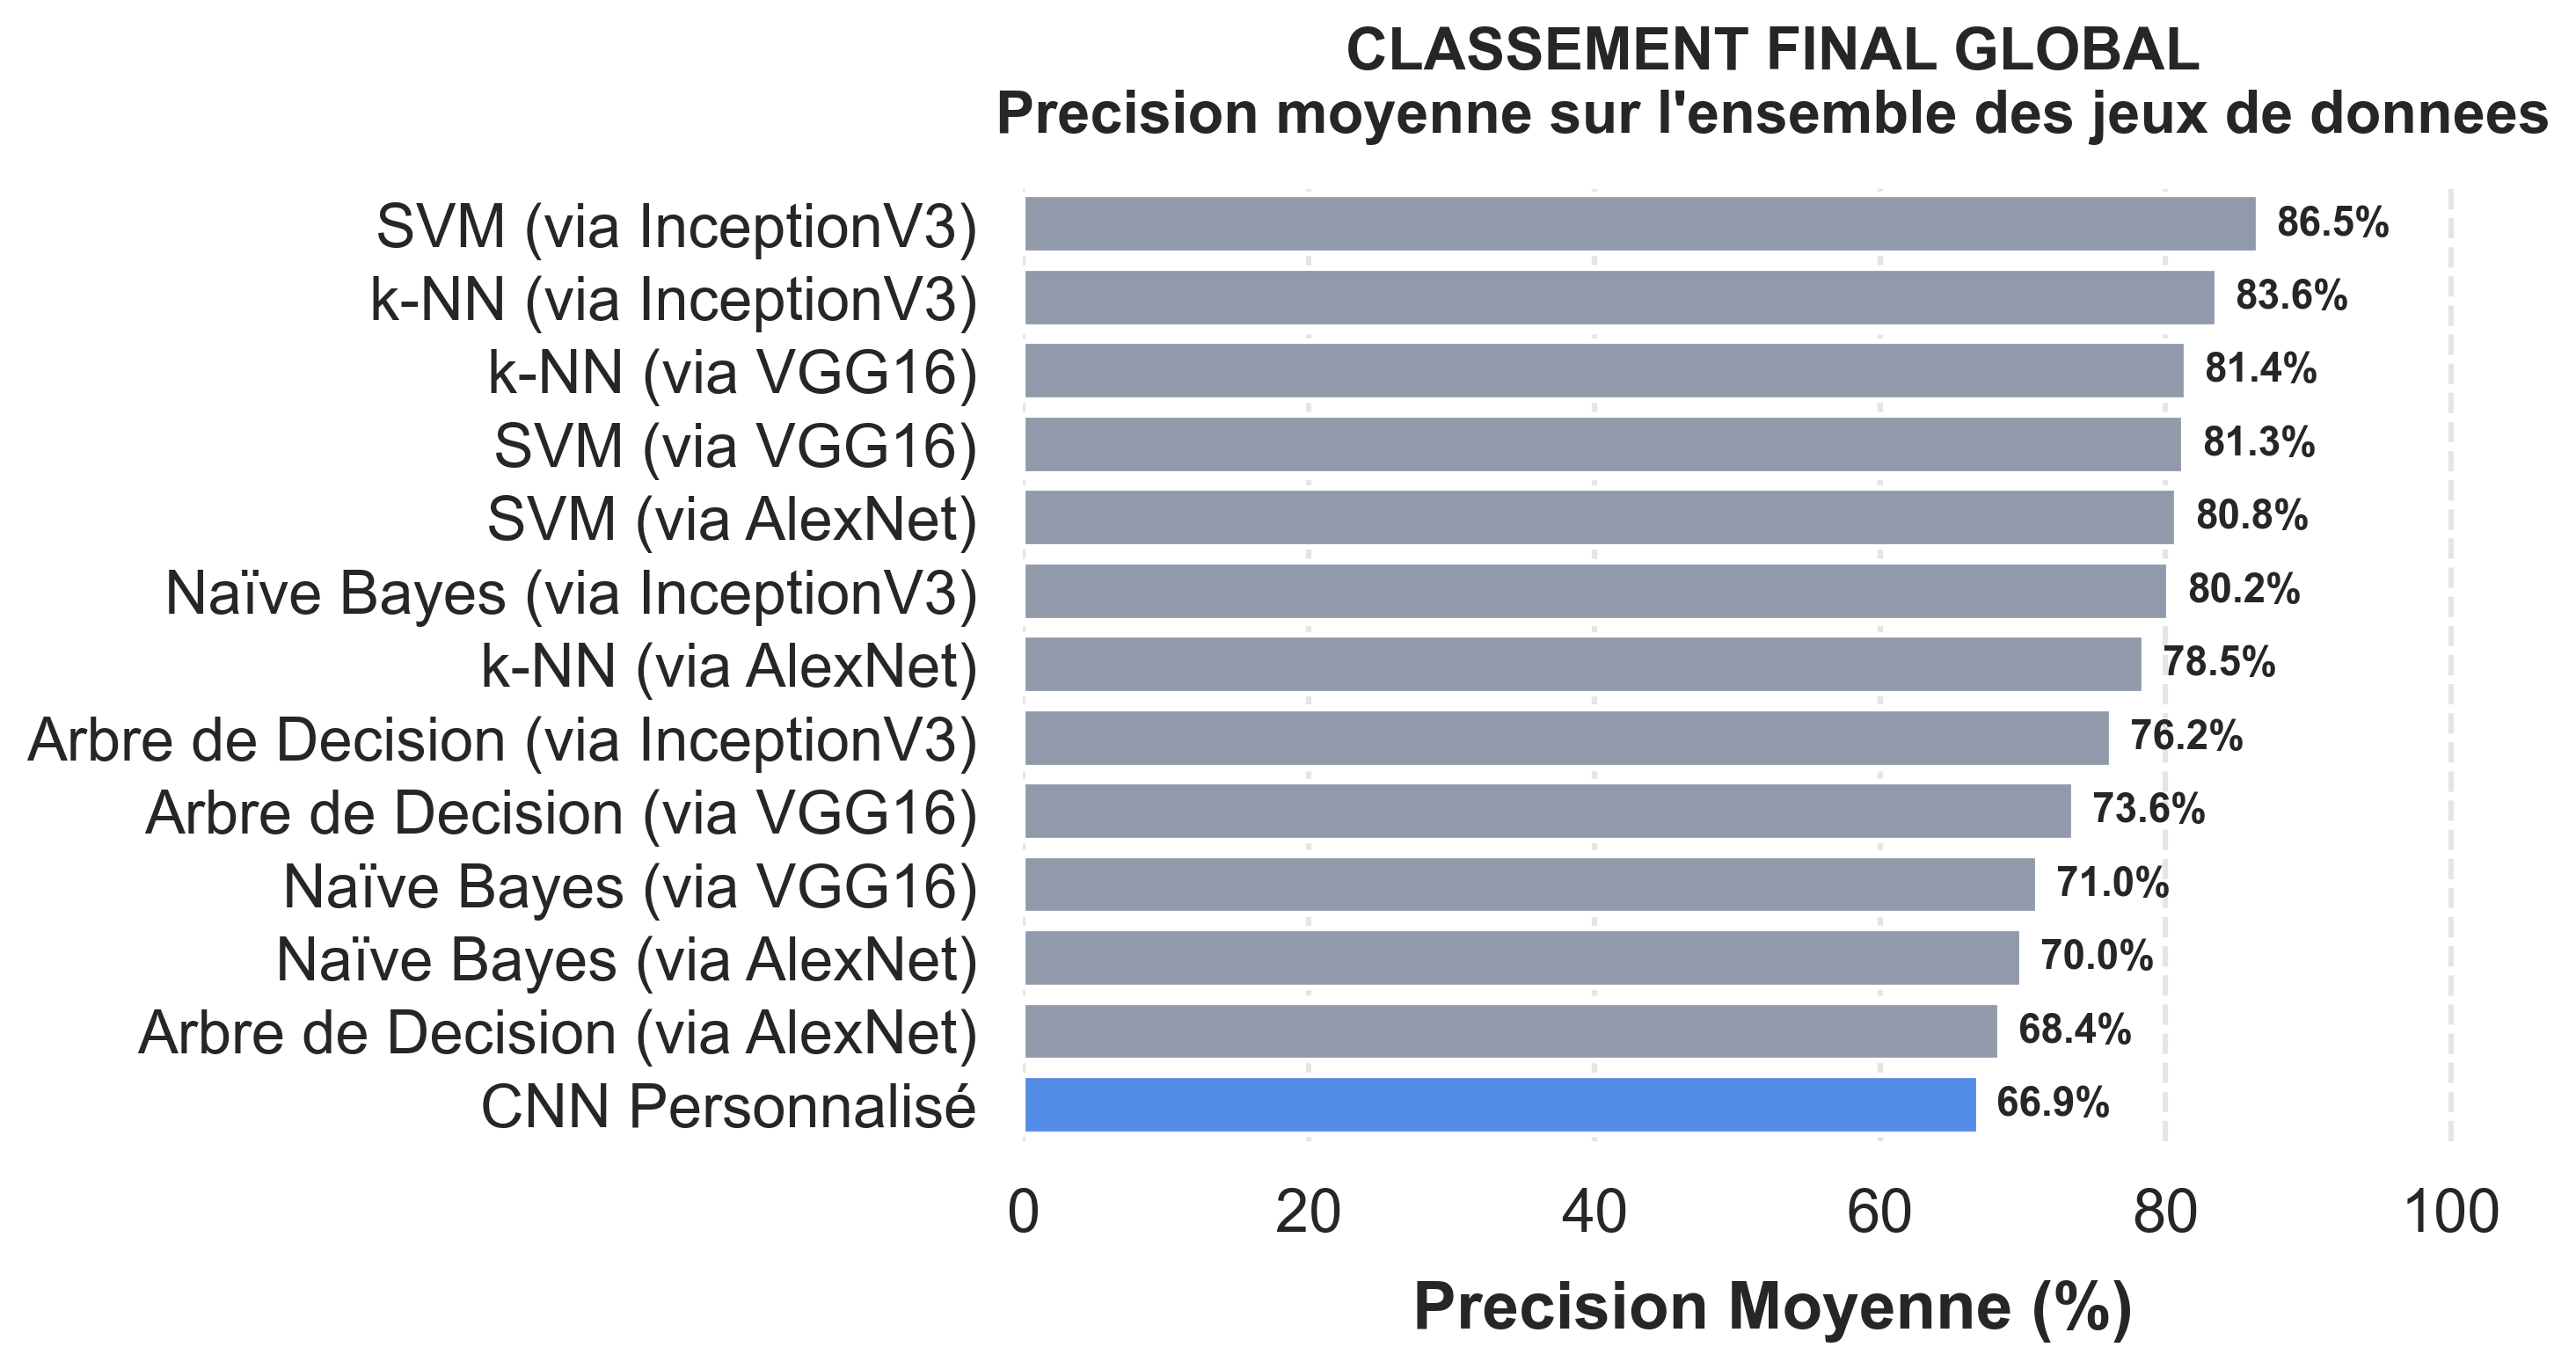 CLASSEMENT FINAL GLOBAL
Precision moyenne sur l'ensemble des jeux de donnees
SVM (via InceptionV3) 86.5%
k-NN (via InceptionV3) 83.6%
k-NN (via VGG16) 81.4%
SVM (via VGG16) 81.3%
SVM (via AlexNet) 80.8%
Naïve Bayes (via InceptionV3) 80.2%
k-NN (via AlexNet) 78.5%
Arbre de Decision (via InceptionV3) 76.2%
Arbre de Decision (via VGG16) 73.6%
Naïve Bayes (via VGG16) 71.0%
Naïve Bayes (via AlexNet) 70.0%
Arbre de Decision (via AlexNet) 68.4%
CNN Personnalisé 66.9%
0 20 40 60 80 100
Precision Moyenne (%)